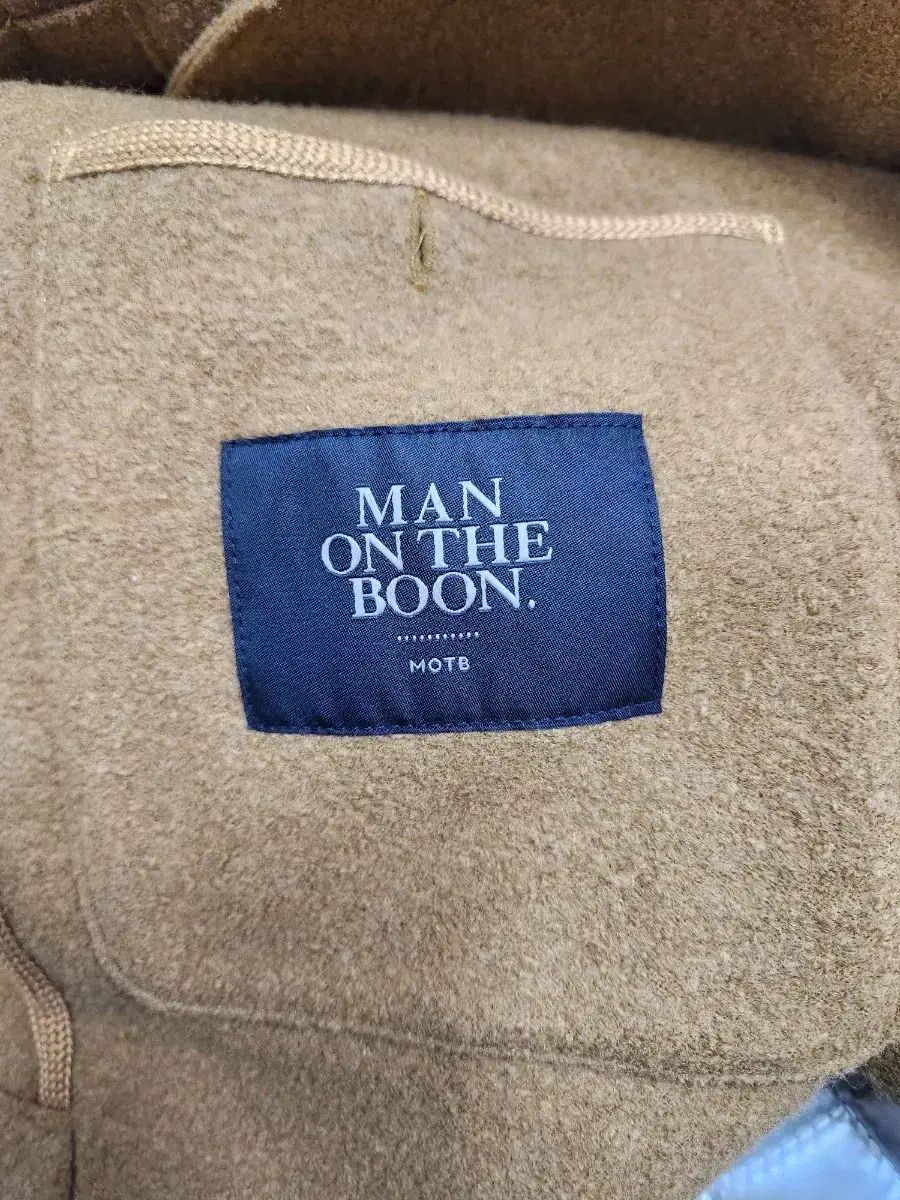 MAN
ON THE
BOON.
MOTB